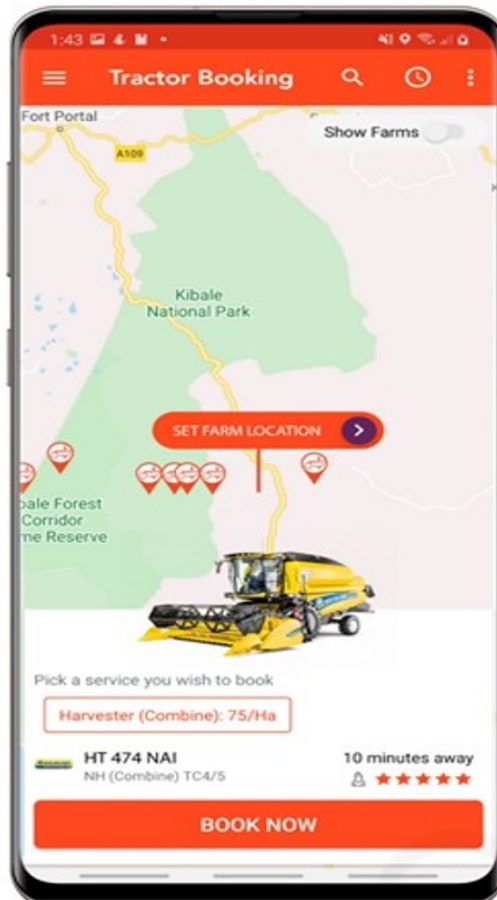 1:43
Tractor Booking
Fort Portal
Show Farms
A109
Kibale
National Park
SET FARM LOCATION
bale Forest
Corridor
me Reserve
Pick a service you wish to book
Harvester (Combine): 75/Ha
HT 474 NAI
10 minutes away
NH (Combine) TC4/5
BOOK NOW